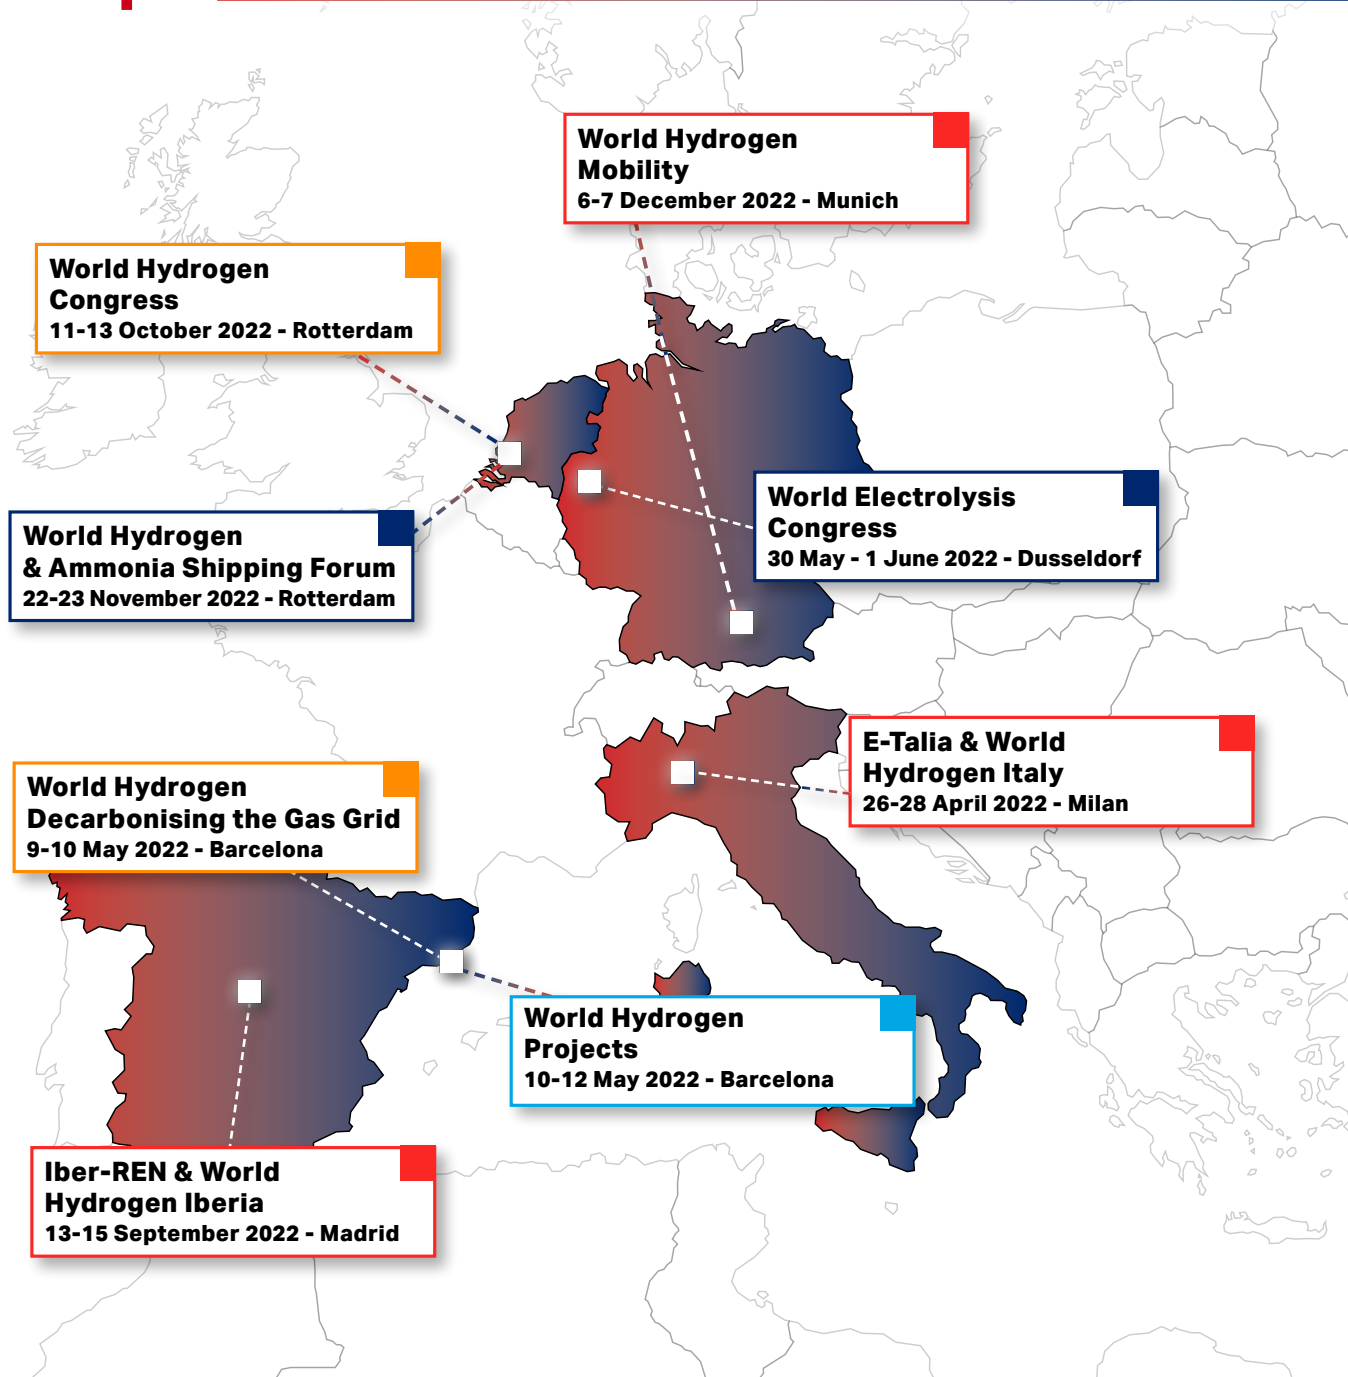 World Hydrogen
Mobility
6-7 December 2022 - Munich
World Hydrogen
Congress
11-13 October 2022 - Rotterdam
World Electrolysis
Congress
30 May - 1 June 2022 - Dusseldorf
World Hydrogen
& Ammonia Shipping Forum
22-23 November 2022 - Rotterdam
E-Talia & World
Hydrogen Italy
26-28 April 2022 - Milan
World Hydrogen
Decarbonising the Gas Grid
9-10 May 2022 - Barcelona
World Hydrogen
Projects
10-12 May 2022 - Barcelona
Iber-REN & World
Hydrogen Iberia
13-15 September 2022 - Madrid